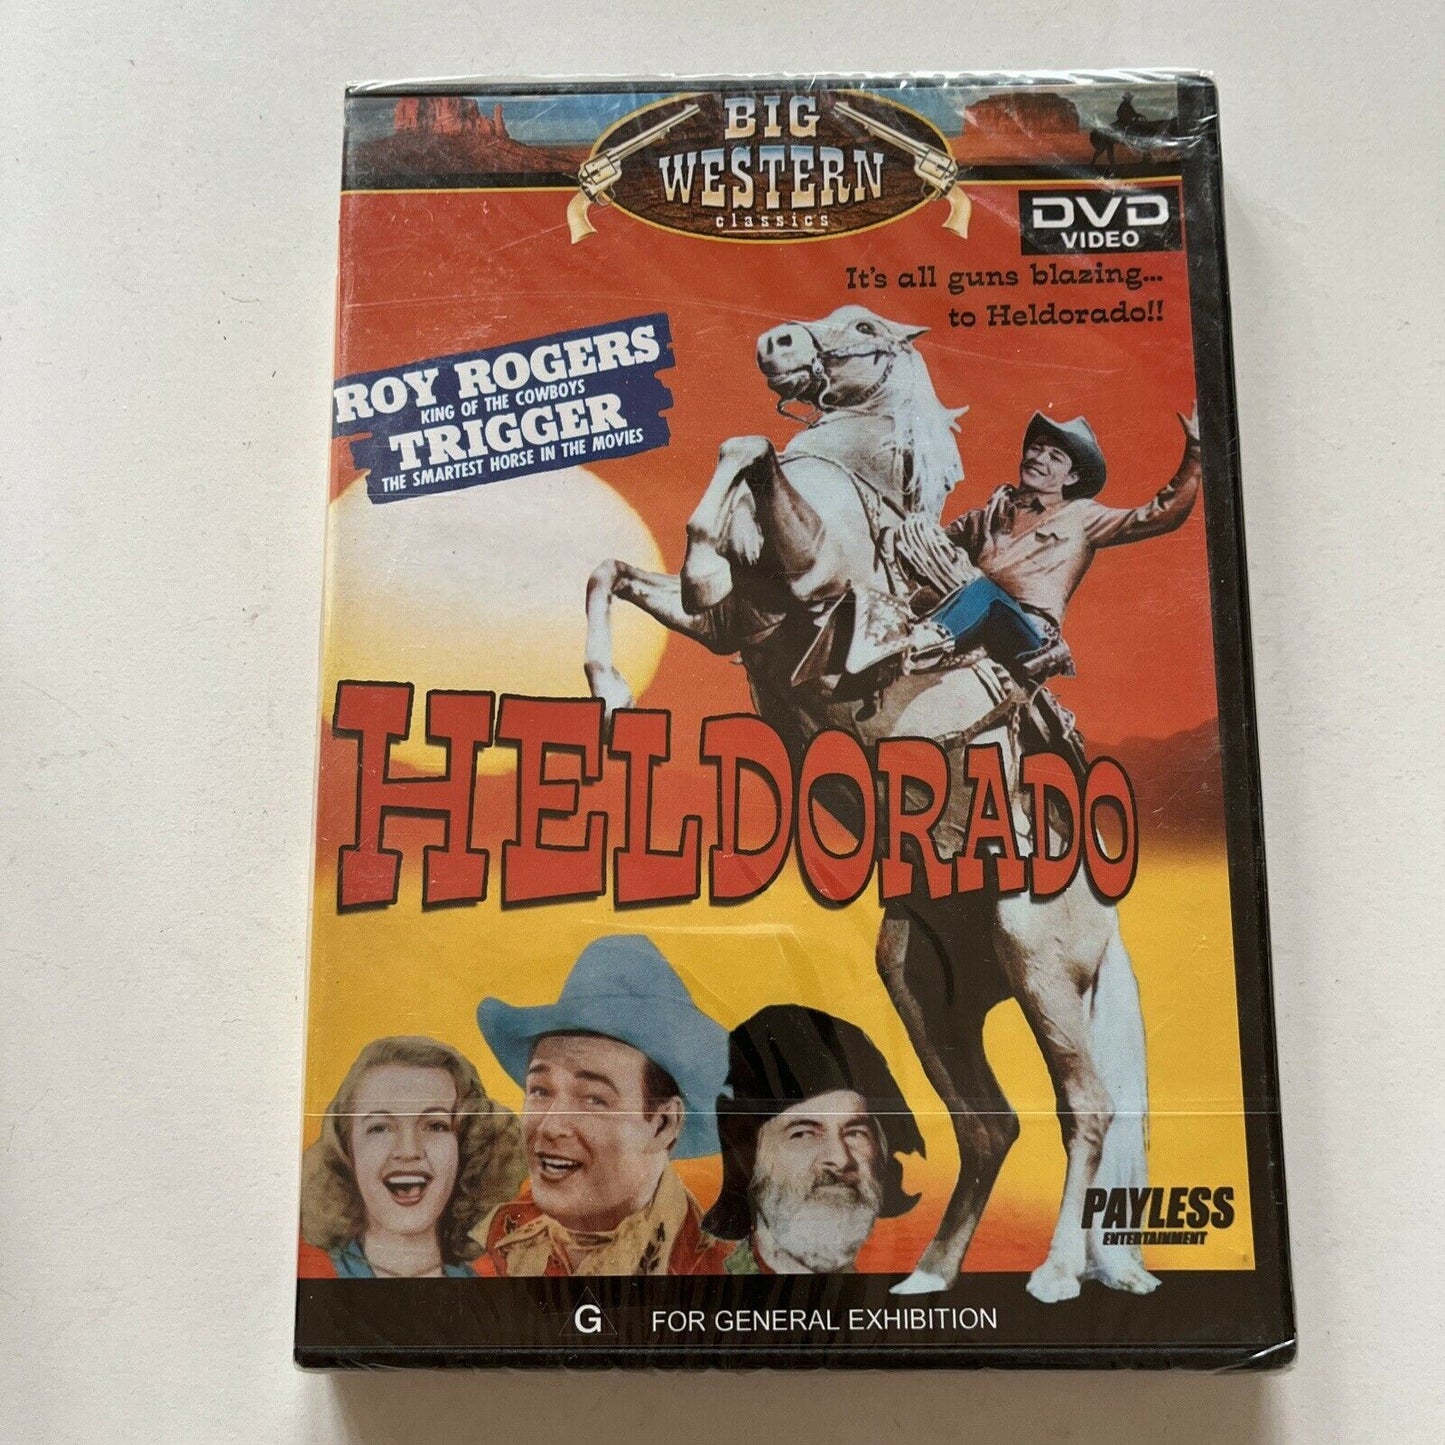 BIG
WESTERN
classics
DVD
VIDEO
It's all guns blazing...
to Heldorado!!
ROY ROGERS
KING OF THE COWBOYS
TRIGGER
THE SMARTEST HORSE IN THE MOVIES
HELDORADO
PAYLESS
ENTERTAINMENT
G FOR GENERAL EXHIBITION